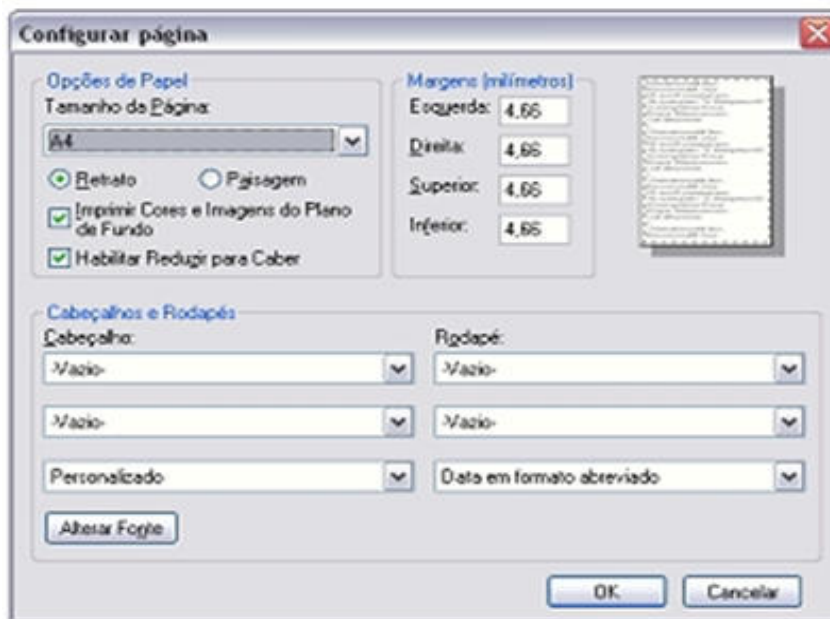 Configurar página
Opções de Papel
Tamanho da Página:
A4
Retrato
Paisagem
Imprimir Cores e Imagens do Plano
de Fundo
Habilitar Reduzir para Caber
Margens (milímetros)
Esquerda: 4,66
Direita: 4,66
Superior: 4,66
Inferior: 4,66
Cabeçalhos e Rodapés
Cabeçalho:
-Vazio-
-Vazio-
Personalizado
Rodapé:
-Vazio-
-Vazio-
Data em formato abreviado
Alterar Fonte
OK
Cancelar